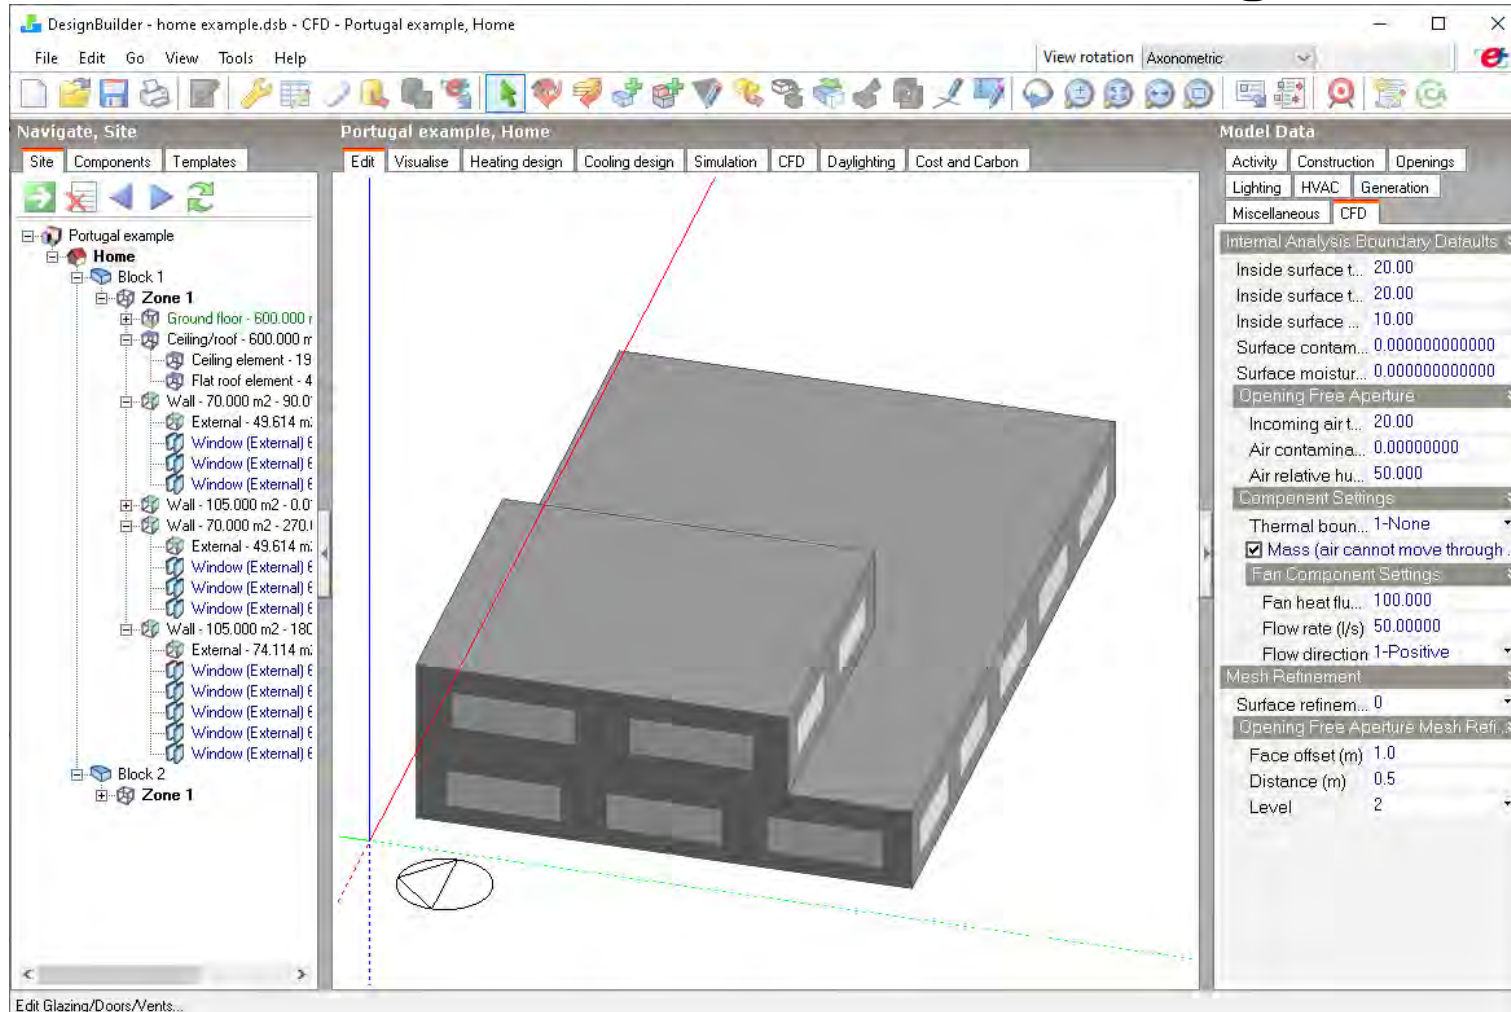 DesignBuilder - home example.dsb - CFD - Portugal example, Home
File Edit Go View Tools Help
View rotation Axonometric
Navigate, Site
Portugal example, Home
Model Data
Site Components Templates
Edit Visualise Heating design Cooling design Simulation CFD Daylighting Cost and Carbon
Activity Construction Openings
Lighting HVAC Generation
Miscellaneous CFD
Portugal example
Home
Block 1
Zone 1
Ground floor - 600.000 r
Ceiling/roof - 600.000 m
Ceiling element - 19
Flat roof element - 4
Wall - 70.000 m2 - 90.0°
External - 49.614 m
Window (External) 6
Window (External) 6
Window (External) 6
Wall - 105.000 m2 - 0.0°
Wall - 70.000 m2 - 270.
External - 49.614 m
Window (External) 6
Window (External) 6
Window (External) 6
Wall - 105.000 m2 - 180
External - 74.114 m
Window (External) 6
Window (External) 6
Window (External) 6
Window (External) 6
Window (External) 6
Block 2
Zone 1
Internal Analysis Boundary Defaults
Inside surface t... 20.00
Inside surface t... 20.00
Inside surface ... 10.00
Surface contam... 0.000000000000
Surface moistur... 0.000000000000
Opening Free Aperture
Incoming air t... 20.00
Air contamina... 0.00000000
Air relative hu... 50.000
Component Settings
Thermal boun... 1-None
Mass (air cannot move through ..
Fan Component Settings
Fan heat flu... 100.000
Flow rate (l/s) 50.00000
Flow direction 1-Positive
Mesh Refinement
Surface refinem... 0
Opening Free Aperture Mesh Refi..
Face offset (m) 1.0
Distance (m) 0.5
Level 2
Edit Glazing/Doors/Vents...